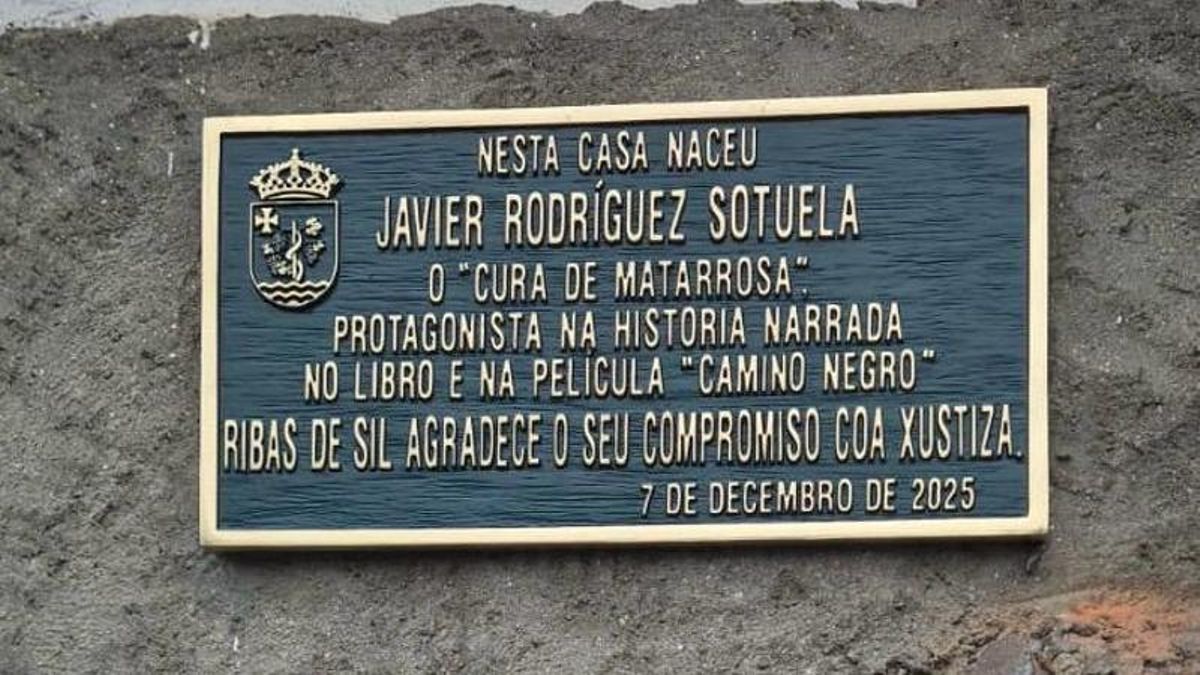 NESTA CASA NACEU
JAVIER RODRÍGUEZ SOTUELA
O "CURA DE MATARROSA".
PROTAGONISTA NA HISTORIA NARRADA
NO LIBRO E NA PELÍCULA "CAMINO NEGRO"
RIBAS DE SIL AGRADECE O SEU COMPROMISO COA XUSTIZA.
7 DE DECEMBRO DE 2025